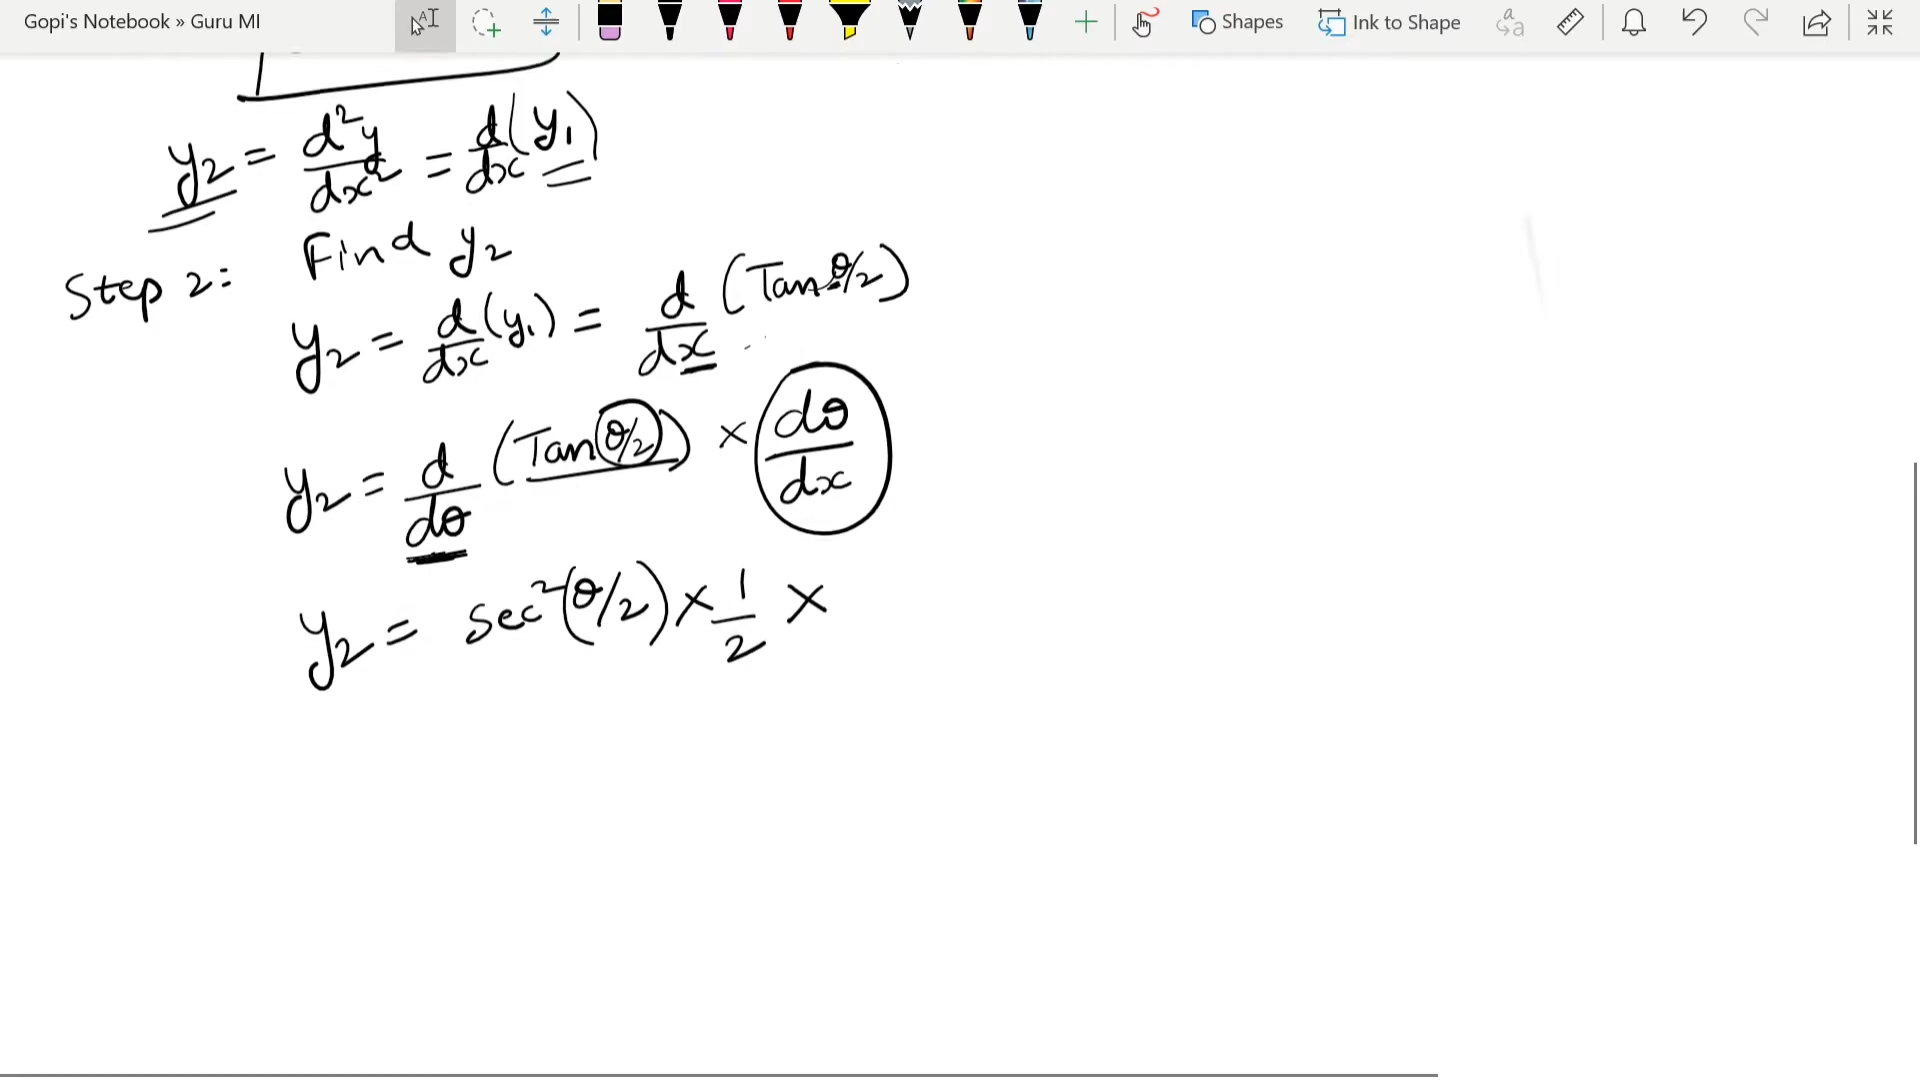 Gopi's Notebook » Guru MI
Shapes
Ink to Shape
y₂ = d²y/dx² = d/dx (y₁)
Step 2: Find y₂
y₂ = d/dx (y₁) = d/dx (Tan θ/2)
y₂ = d/dθ (Tan θ/2) × dθ/dx
y₂ = sec²(θ/2) × 1/2 ×